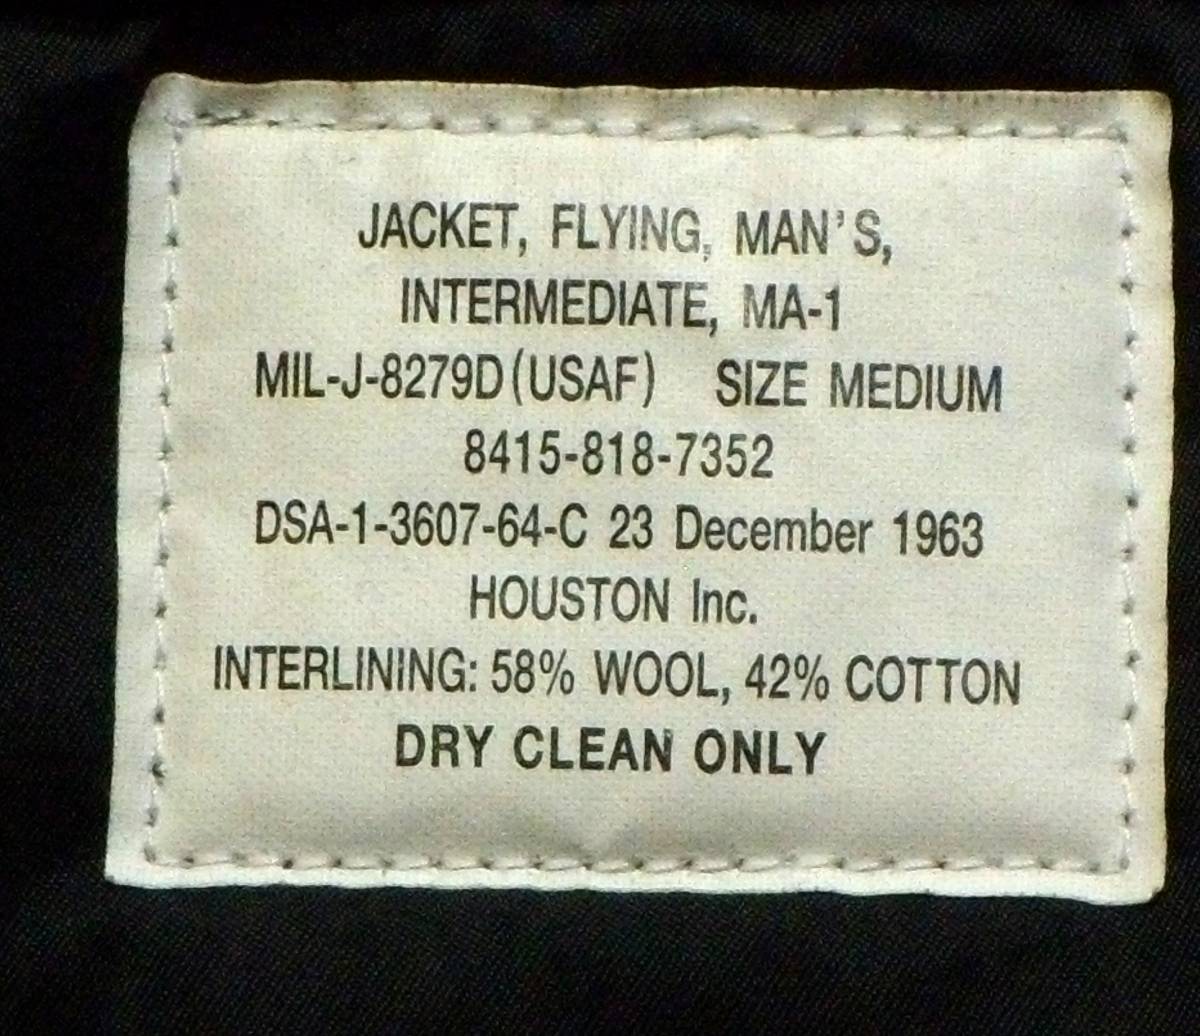 JACKET, FLYING, MAN'S,
INTERMEDIATE, MA-1
MIL-J-8279D(USAF) SIZE MEDIUM
8415-818-7352
DSA-1-3607-64-C 23 December 1963
HOUSTON Inc.
INTERLINING: 58% WOOL, 42% COTTON
DRY CLEAN ONLY